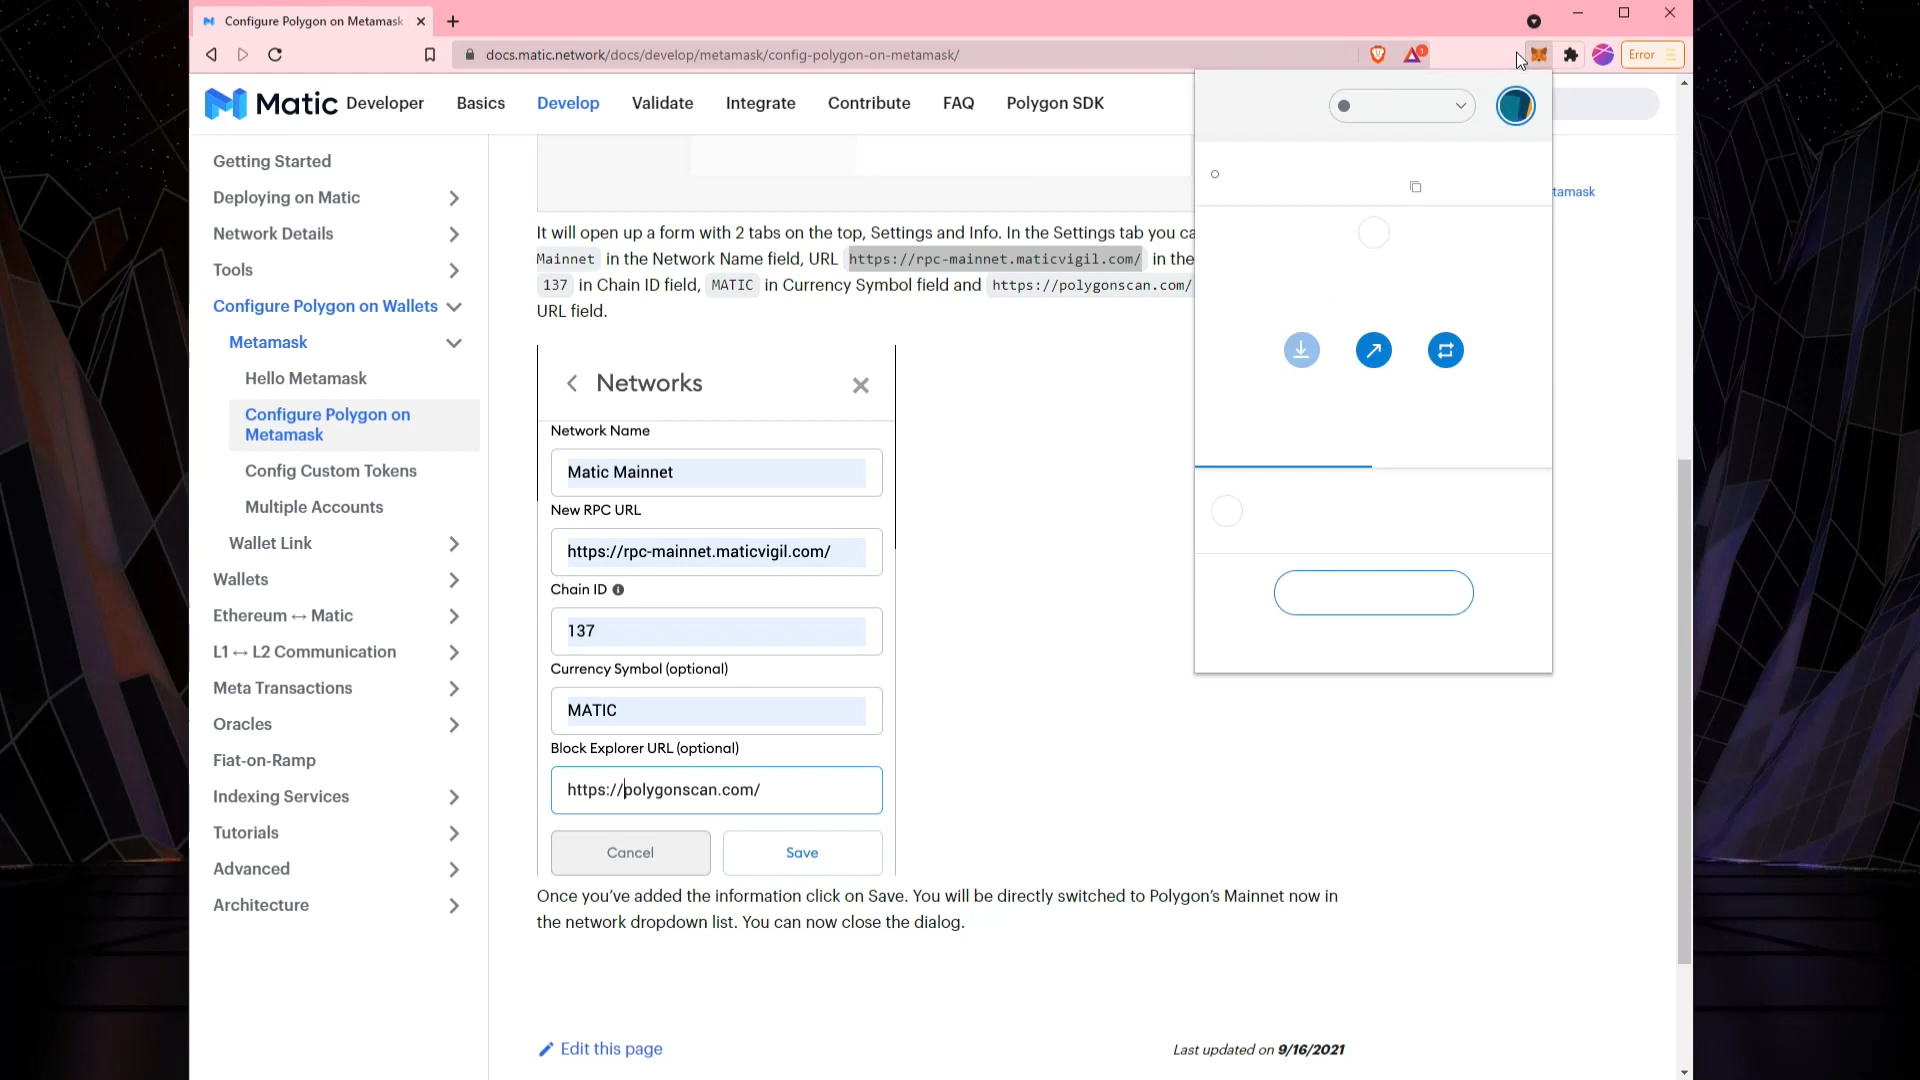 Configure Polygon on Metamask
docs.matic.network/docs/develop/metamask/config-polygon-on-metamask/
1
Error
Matic Developer Basics Develop Validate Integrate Contribute FAQ Polygon SDK
Getting Started
Deploying on Matic
Network Details
Tools
Configure Polygon on Wallets
Metamask
Hello Metamask
Configure Polygon on
Metamask
Config Custom Tokens
Multiple Accounts
Wallet Link
Wallets
Ethereum ↔ Matic
L1 ↔ L2 Communication
Meta Transactions
Oracles
Fiat-on-Ramp
Indexing Services
Tutorials
Advanced
Architecture
It will open up a form with 2 tabs on the top, Settings and Info. In the Settings tab you ca
Mainnet in the Network Name field, URL https://rpc-mainnet.maticvigil.com/ in the
137 in Chain ID field, MATIC in Currency Symbol field and https://polygonscan.com/
URL field.
Networks
Network Name
Matic Mainnet
New RPC URL
https://rpc-mainnet.maticvigil.com/
Chain ID
137
Currency Symbol (optional)
MATIC
Block Explorer URL (optional)
https://polygonscan.com/
Cancel Save
Once you've added the information click on Save. You will be directly switched to Polygon's Mainnet now in
the network dropdown list. You can now close the dialog.
Edit this page
Last updated on 9/16/2021
tamask